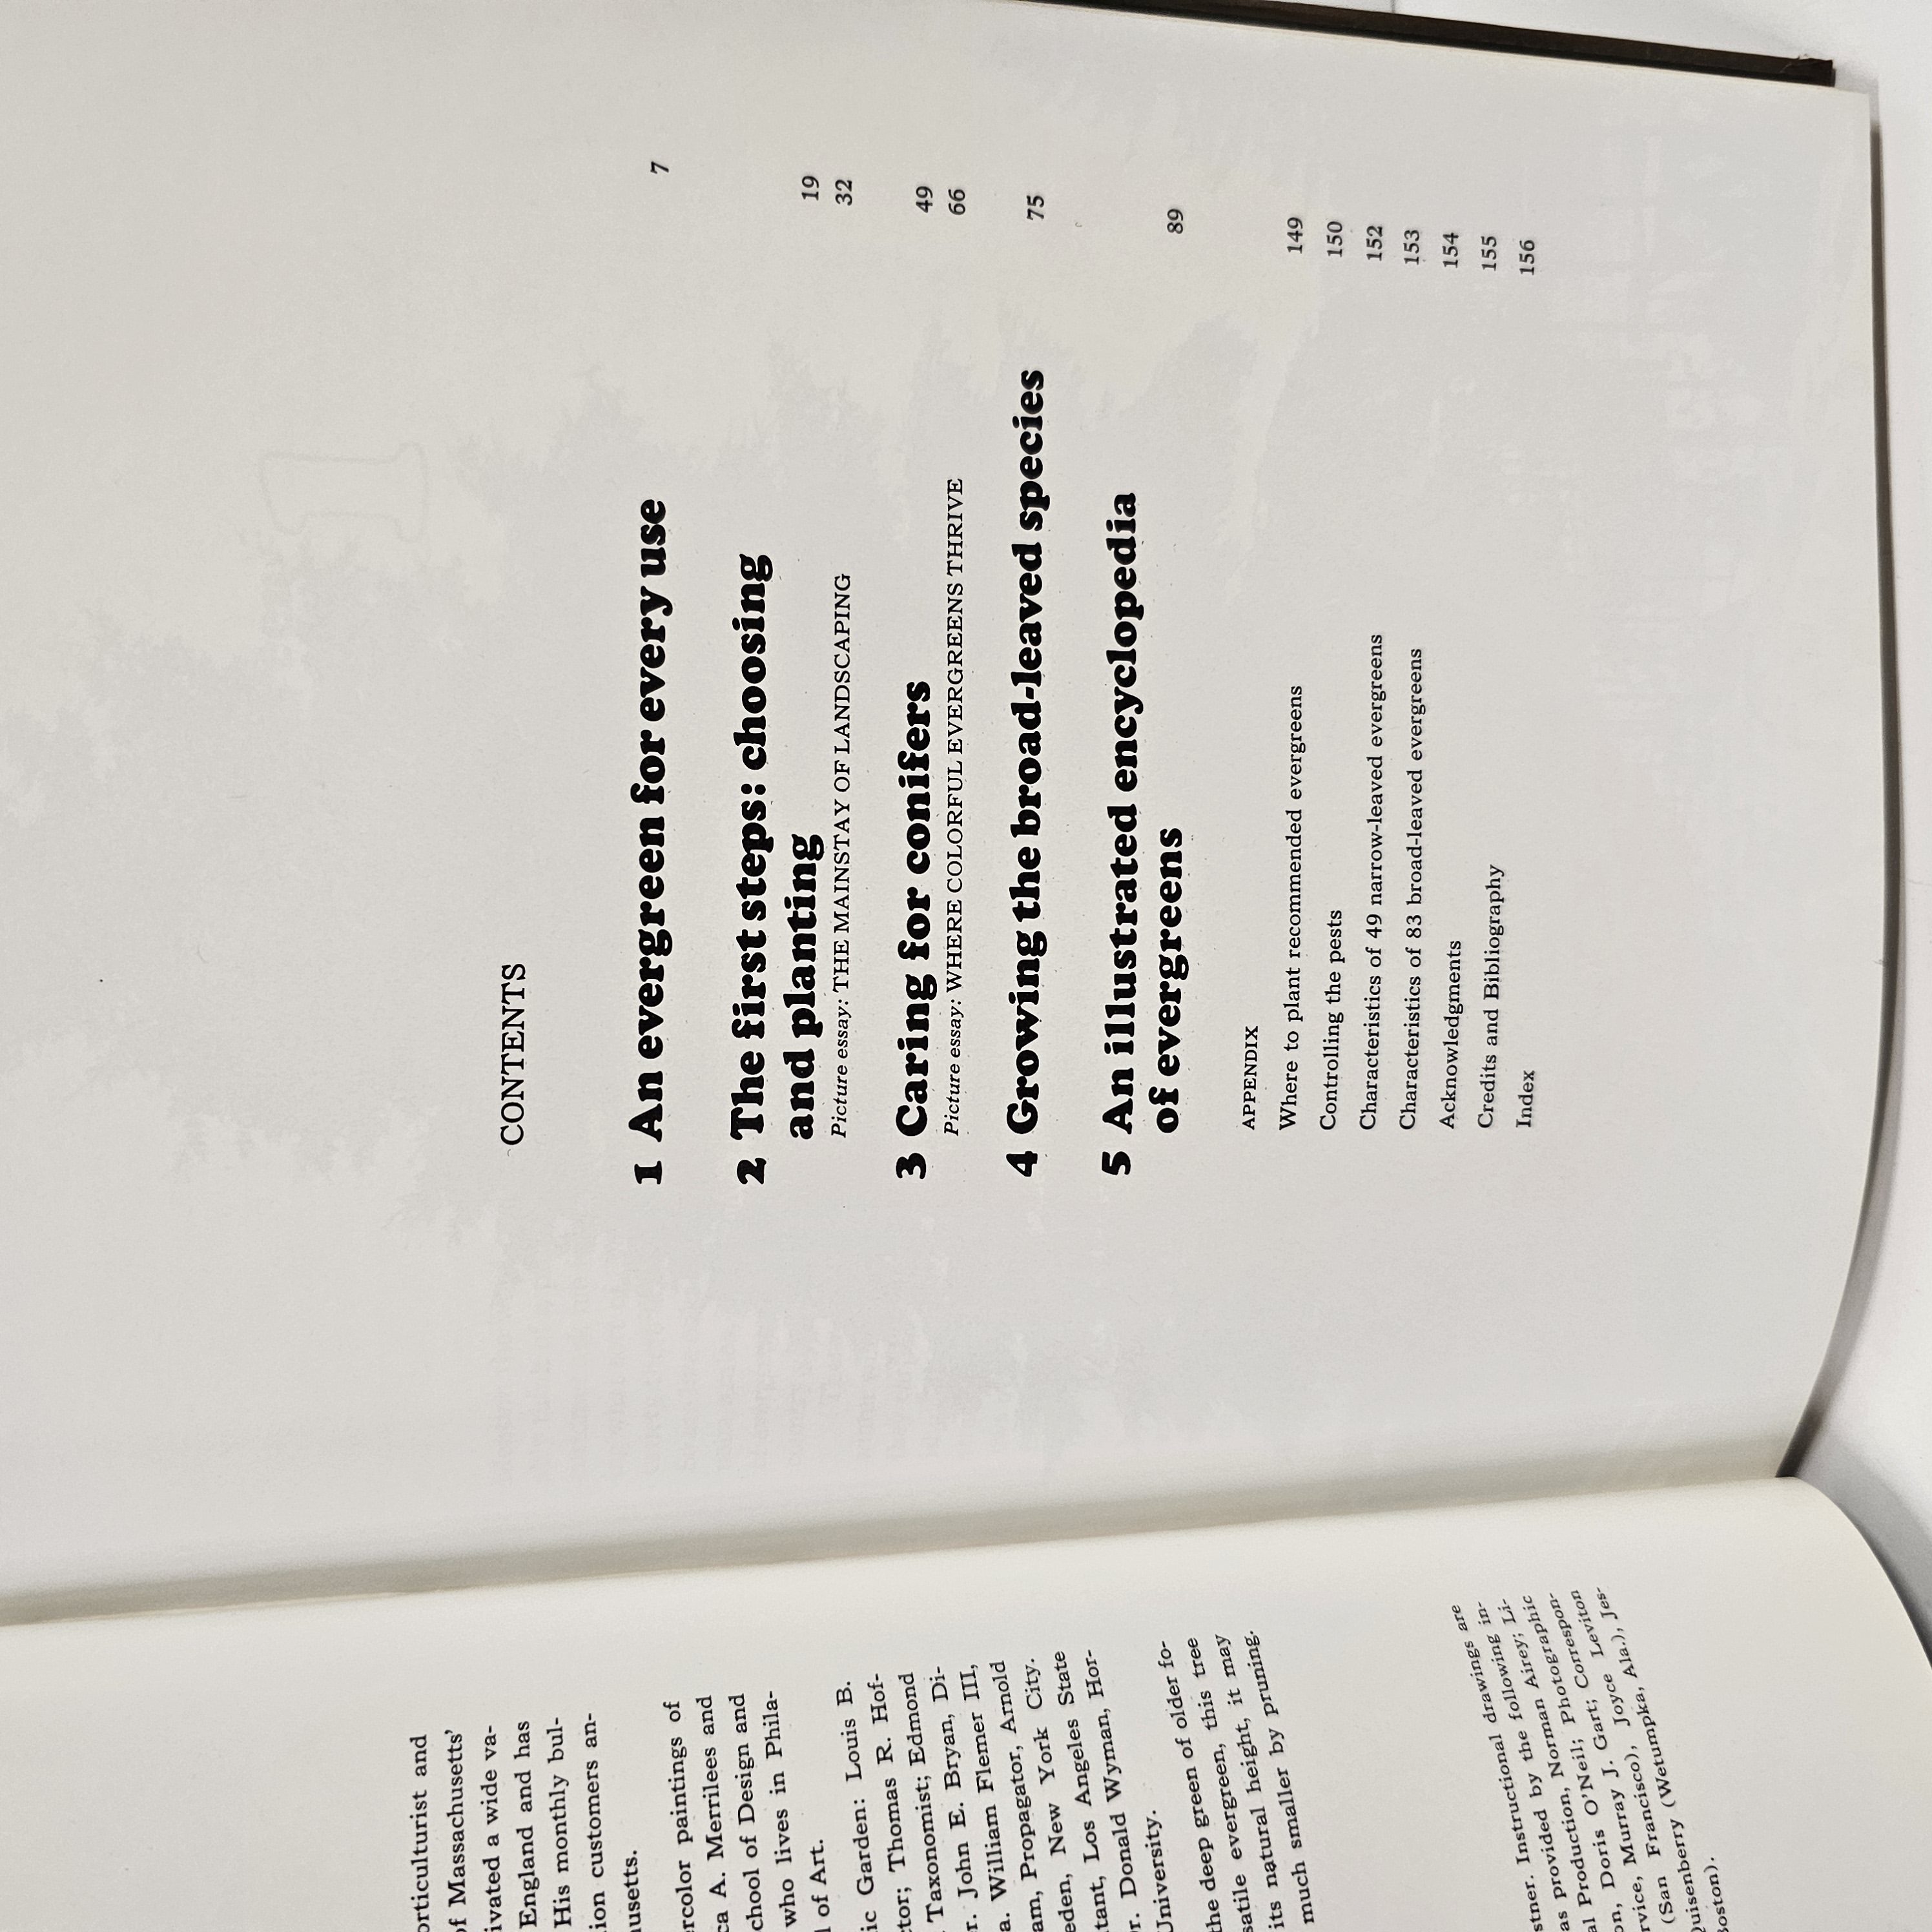 orticulturist and
of Massachusetts'
ivated a wide va-
England and has
His monthly bul-
ion customers an-
usetts.
rcolor paintings of
ca A. Merrilees and
chool of Design and
who lives in Phila-
l of Art.
ic Garden: Louis B.
ctor; Thomas R. Hof-
Taxonomist; Edmond
r. John E. Bryan, Di-
a. William Flemer III,
am, Propagator, Arnold
eden, New York City.
tant, Los Angeles State
r. Donald Wyman, Hor-
University.
the deep green of older fo-
satile evergreen, this tree
its natural height, it may
much smaller by pruning.
stner. Instructional drawings are
as provided by the following in-
al Production, Norman Airey; Li-
on, Doris O'Neil; Photographic
rvice, Murray J. Gart; Correspon-
(San Francisco), Joyce Leviton
Quisenberry (Wetumpka, Ala.), Jes-
Boston).
CONTENTS
1 An evergreen for every use 7
2 The first steps: choosing
and planting 19
Picture essay: THE MAINSTAY OF LANDSCAPING 32
3 Caring for conifers 49
Picture essay: WHERE COLORFUL EVERGREENS THRIVE 66
4 Growing the broad-leaved species 75
5 An illustrated encyclopedia
of evergreens 89
APPENDIX
Where to plant recommended evergreens 149
Controlling the pests 150
Characteristics of 49 narrow-leaved evergreens 152
Characteristics of 83 broad-leaved evergreens 153
Acknowledgments 154
Credits and Bibliography 155
Index 156